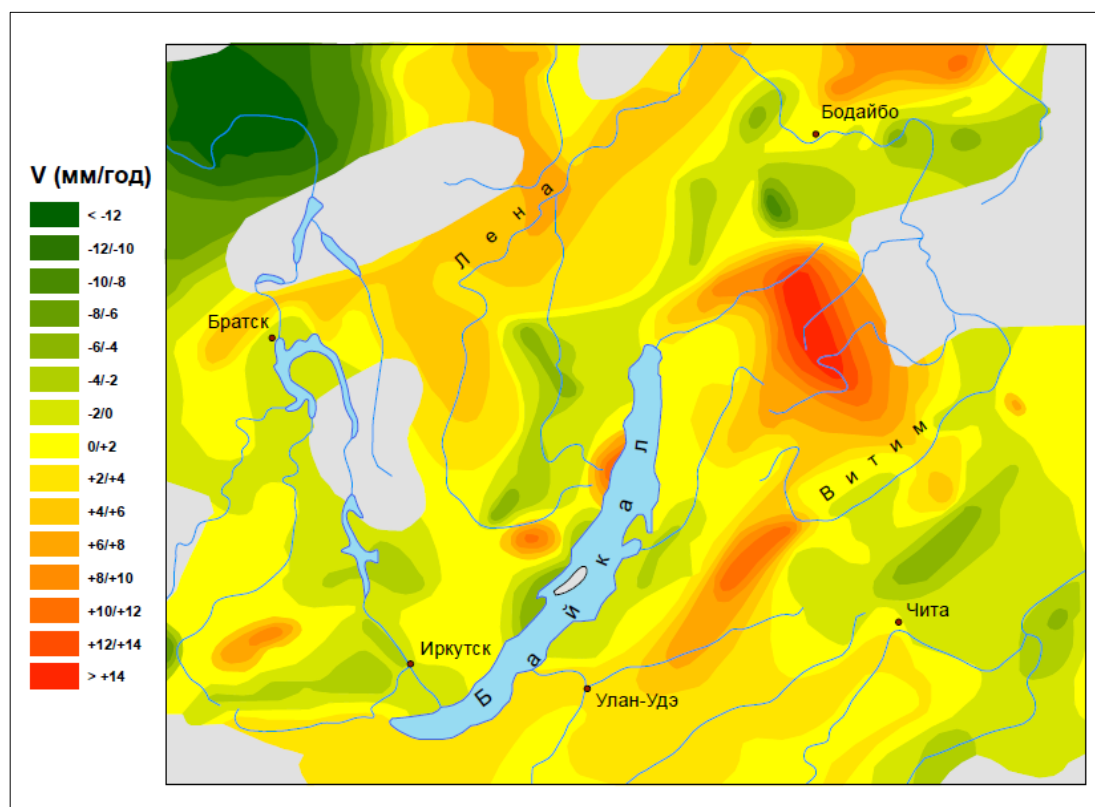 V (мм/год)
< -12
-12/-10
-10/-8
-8/-6
-6/-4
-4/-2
-2/0
0/+2
+2/+4
+4/+6
+6/+8
+8/+10
+10/+12
+12/+14
> +14
Бодайбо
Лена
Братск
Витим
Байкал
Чита
Иркутск
Улан-Удэ